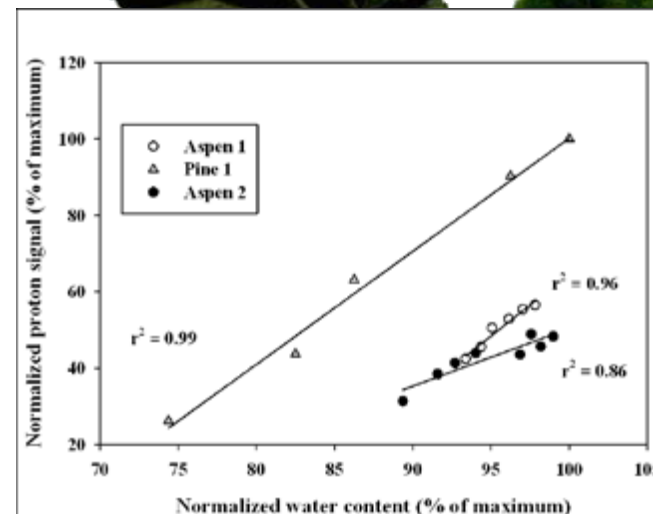 120
100
80
60
40
20
Normalized proton signal (% of maximum)
Aspen 1
Pine 1
Aspen 2
r² = 0.96
r² = 0.99
r² = 0.86
70 75 80 85 90 95 100
Normalized water content (% of maximum)